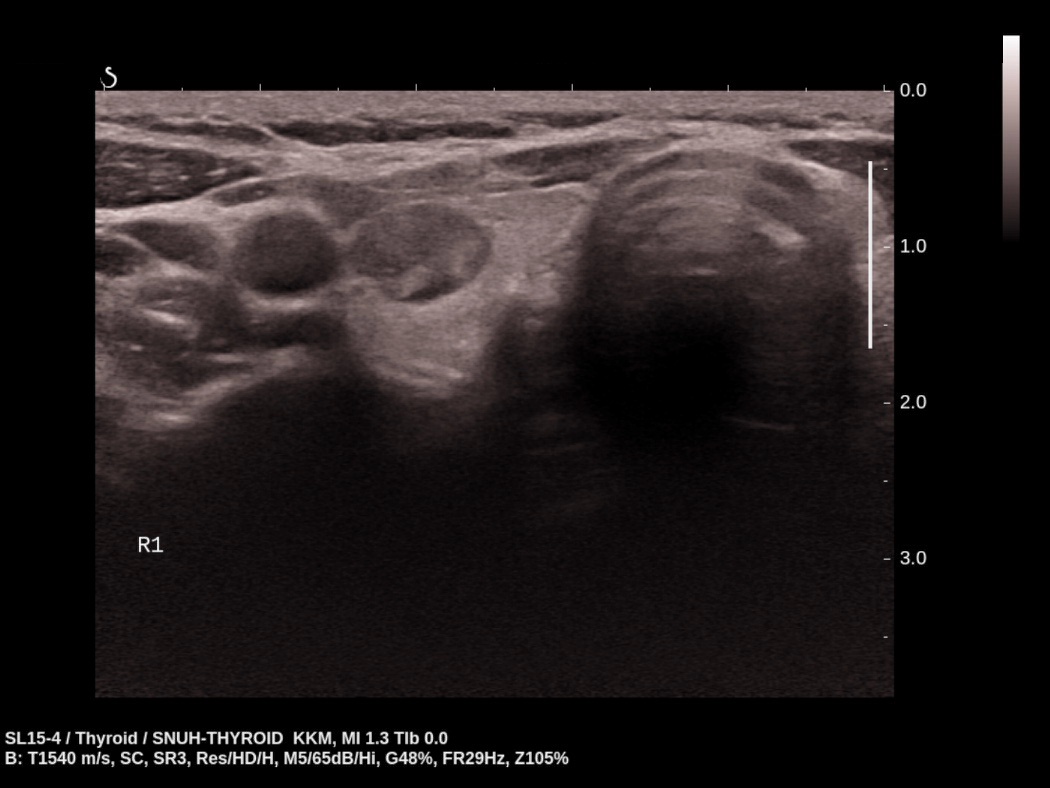 0.0
1.0
2.0
R1
3.0
SL15-4 / Thyroid / SNUH-THYROID KKM, MI 1.3 TIb 0.0
B: T1540 m/s, SC, SR3, Res/HD/H, M5/65dB/Hi, G48%, FR29Hz, Z105%